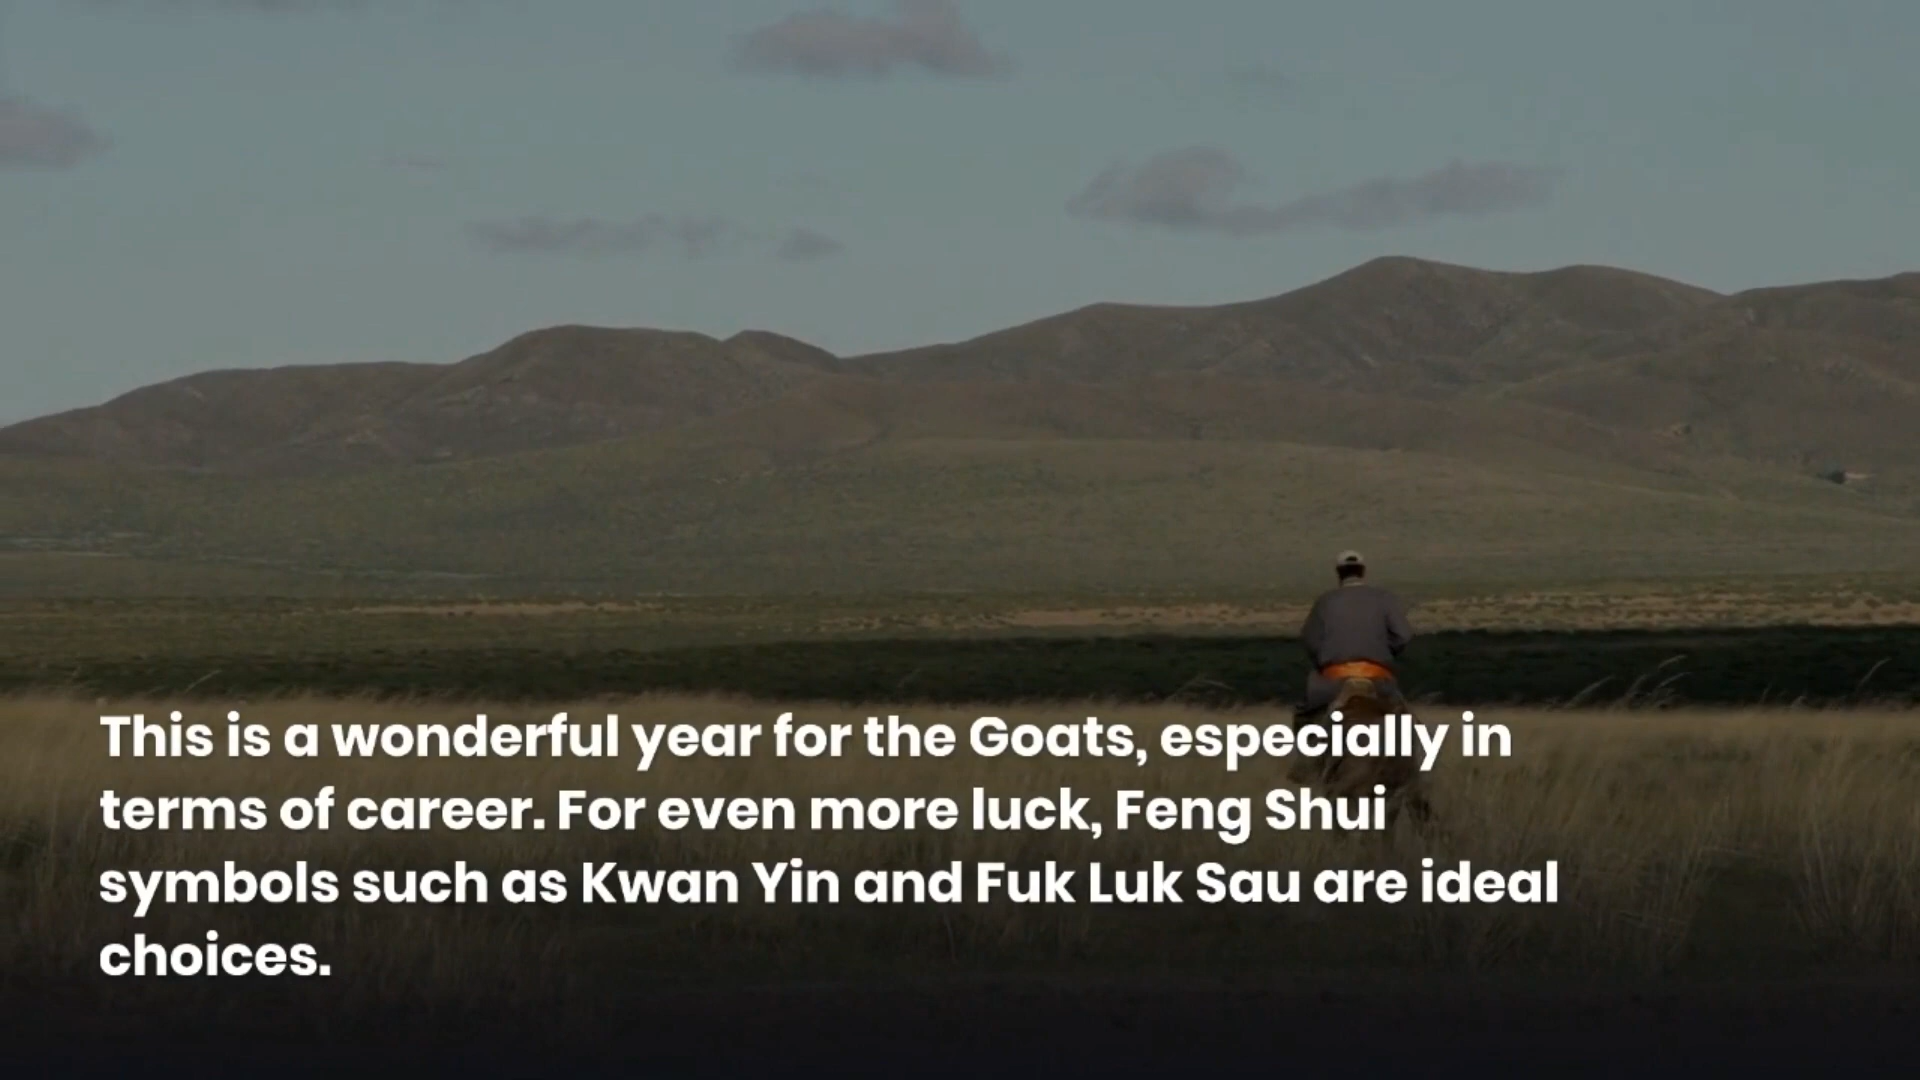 This is a wonderful year for the Goats, especially in
terms of career. For even more luck, Feng Shui
symbols such as Kwan Yin and Fuk Luk Sau are ideal
choices.